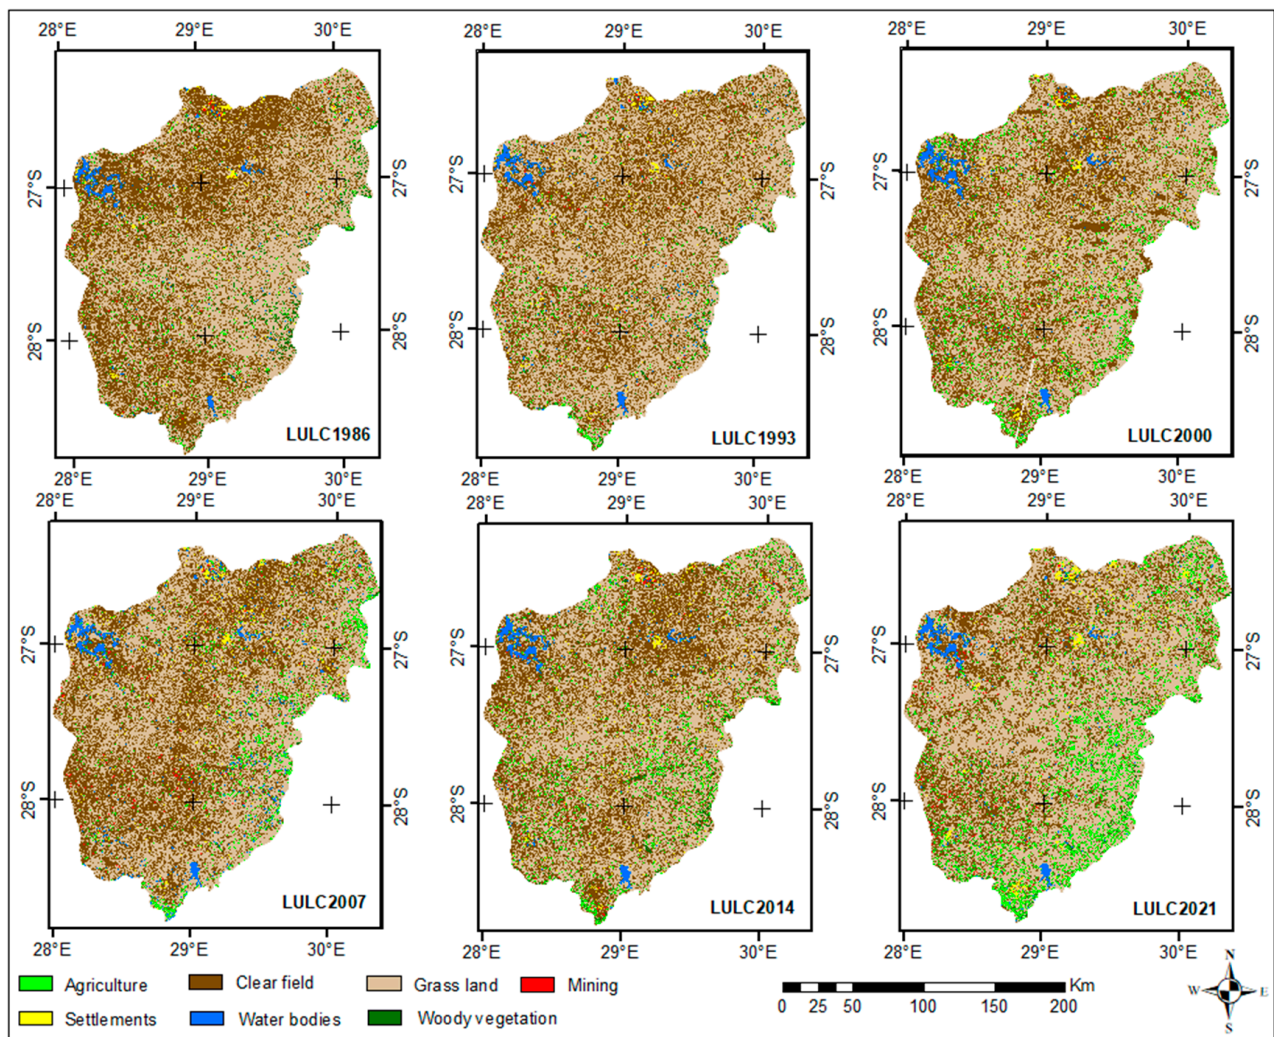 28°E 29°E 30°E 28°E 29°E 30°E 28°E 29°E 30°E
27°S 27°S 27°S 27°S 27°S 27°S
28°S 28°S 28°S 28°S 28°S 28°S
LULC1986 LULC1993 LULC2000
28°E 29°E 30°E 28°E 29°E 30°E 28°E 29°E 30°E
28°E 29°E 30°E 28°E 29°E 30°E 28°E 29°E 30°E
27°S 27°S 27°S 27°S 27°S 27°S
28°S 28°S 28°S 28°S 28°S 28°S
LULC2007 LULC2014 LULC2021
28°E 29°E 30°E 28°E 29°E 30°E 28°E 29°E 30°E
Agriculture Clear field Grass land Mining
Settlements Water bodies Woody vegetation
Km
0 25 50 100 150 200
N
W E
S